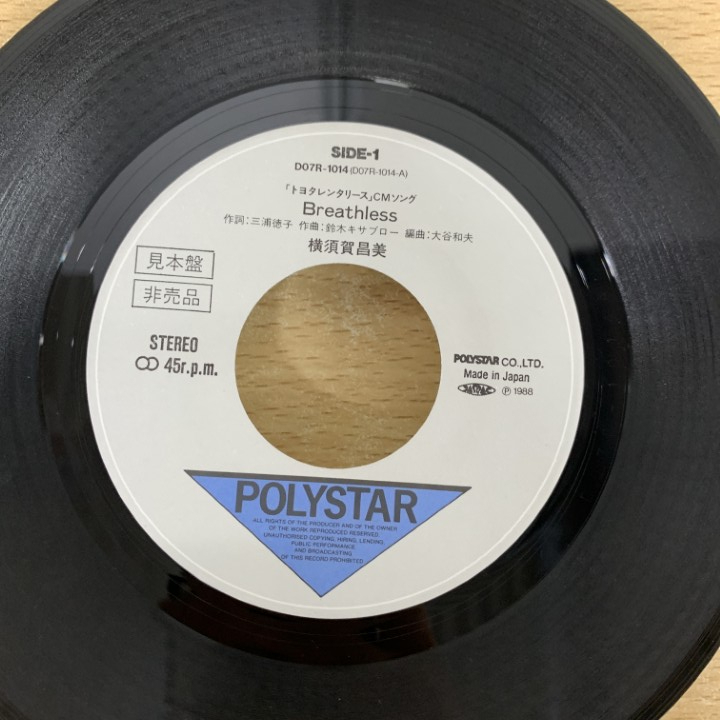 SIDE-1
D07R-1014 (D07R-1014-A)
「トヨタレンタリース」CMソング
Breathless
作詞:三浦徳子 作曲:鈴木キサブロー 編曲:大谷和夫
横須賀昌美
見本盤
非売品
STEREO
45r.p.m.
POLYSTAR CO.,LTD.
Made in Japan
JASRAC ℗ 1988
POLYSTAR
ALL RIGHTS OF THE PRODUCER AND OF THE OWNER
OF THE WORK REPRODUCED RESERVED.
UNAUTHORISED COPYING, HIRING, LENDING,
PUBLIC PERFORMANCE
AND BROADCASTING
OF THIS RECORD PROHIBITED